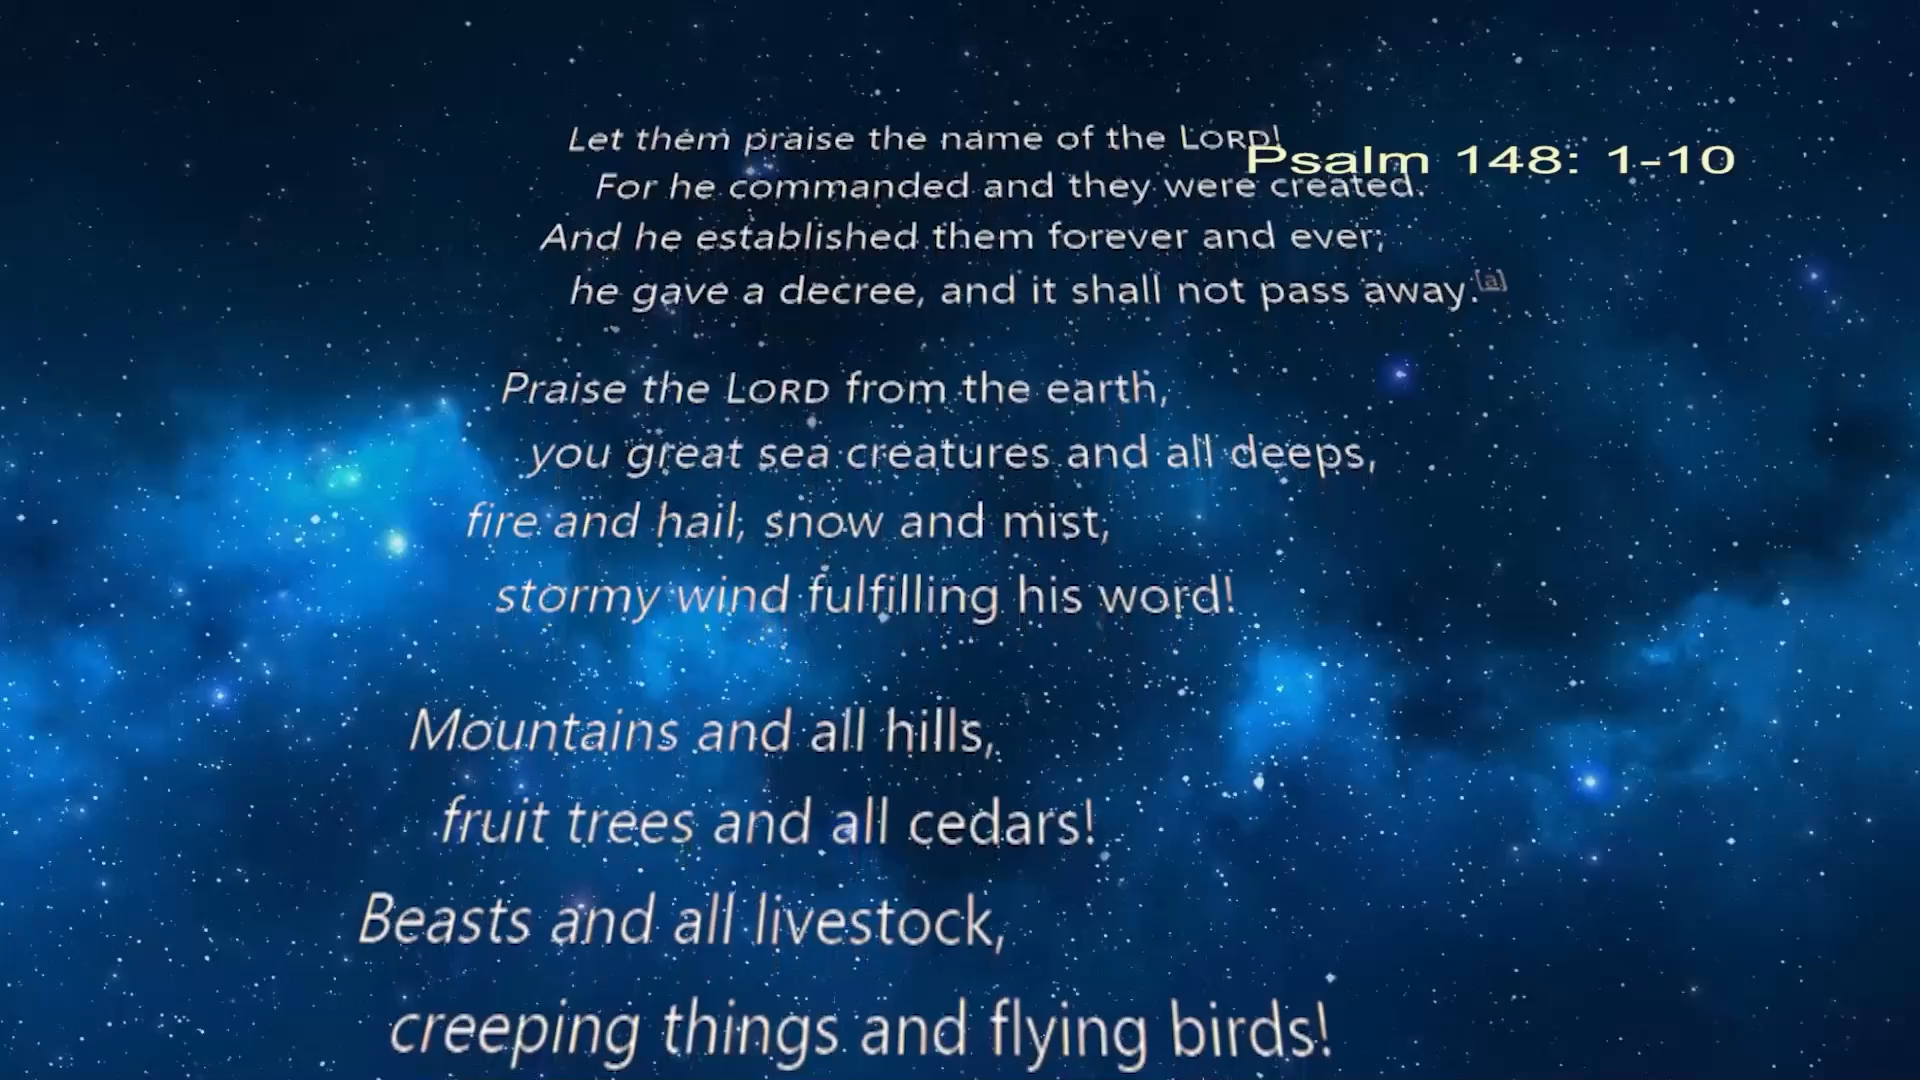 Let them praise the name of the LORD!
Psalm 148: 1-10
For he commanded and they were created.
And he established them forever and ever;
he gave a decree, and it shall not pass away.[a]
Praise the LORD from the earth,
you great sea creatures and all deeps,
fire and hail, snow and mist,
stormy wind fulfilling his word!
Mountains and all hills,
fruit trees and all cedars!
Beasts and all livestock,
creeping things and flying birds!